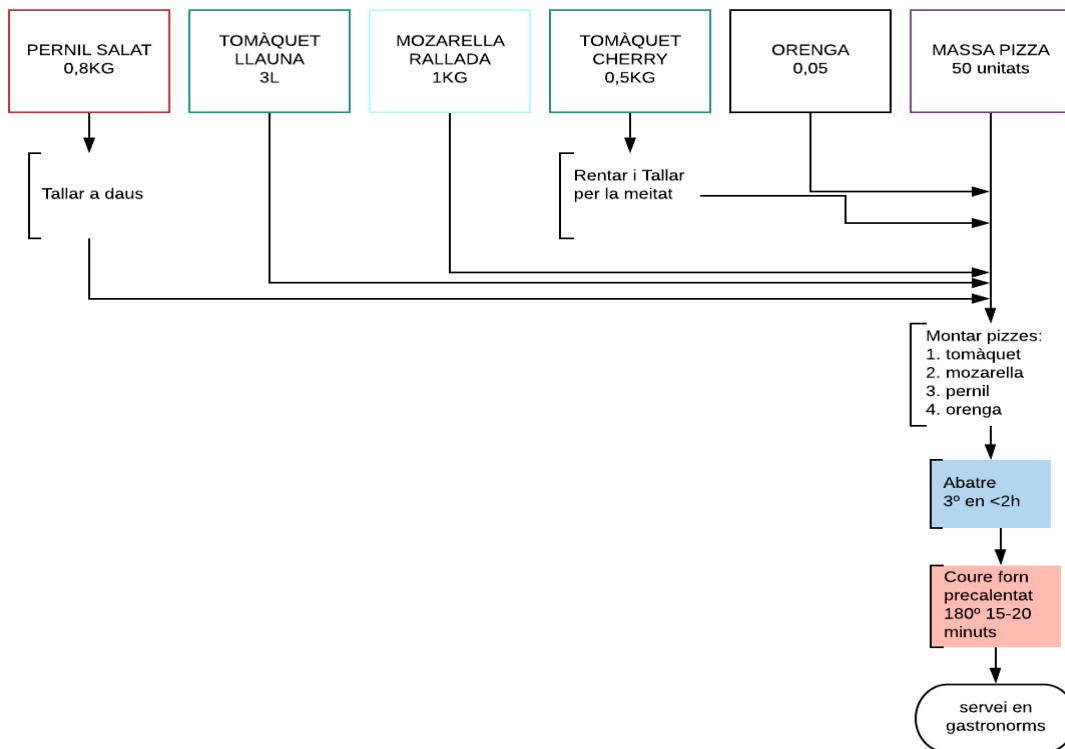 PERNIL SALAT
0,8KG
TOMÀQUET
LLAUNA
3L
MOZARELLA
RALLADA
1KG
TOMÀQUET
CHERRY
0,5KG
ORENGA
0,05
MASSA PIZZA
50 unitats
Tallar a daus
Rentar i Tallar
per la meitat
Montar pizzes:
1. tomàquet
2. mozarella
3. pernil
4. orenga
Abatre
3º en <2h
Coure forn
precalentat
180º 15-20
minuts
servei en
gastronorms